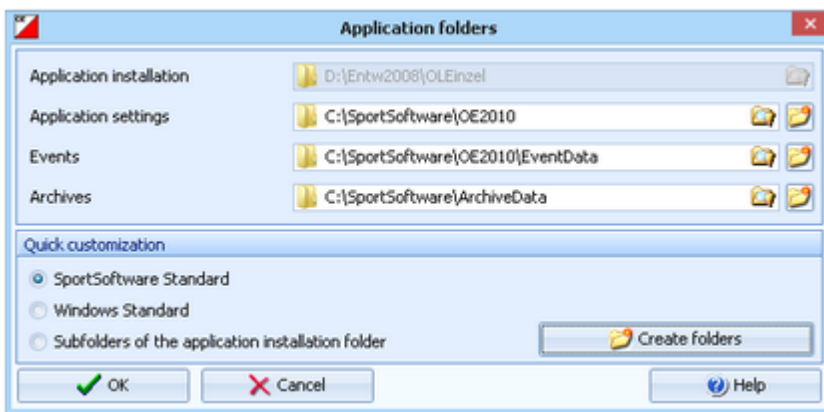 OE
Application folders
Application installation D:\Entw2008\OLEinzel
Application settings C:\SportSoftware\OE2010
Events C:\SportSoftware\OE2010\EventData
Archives C:\SportSoftware\ArchiveData
Quick customization
SportSoftware Standard
Windows Standard
Subfolders of the application installation folder
Create folders
OK Cancel Help